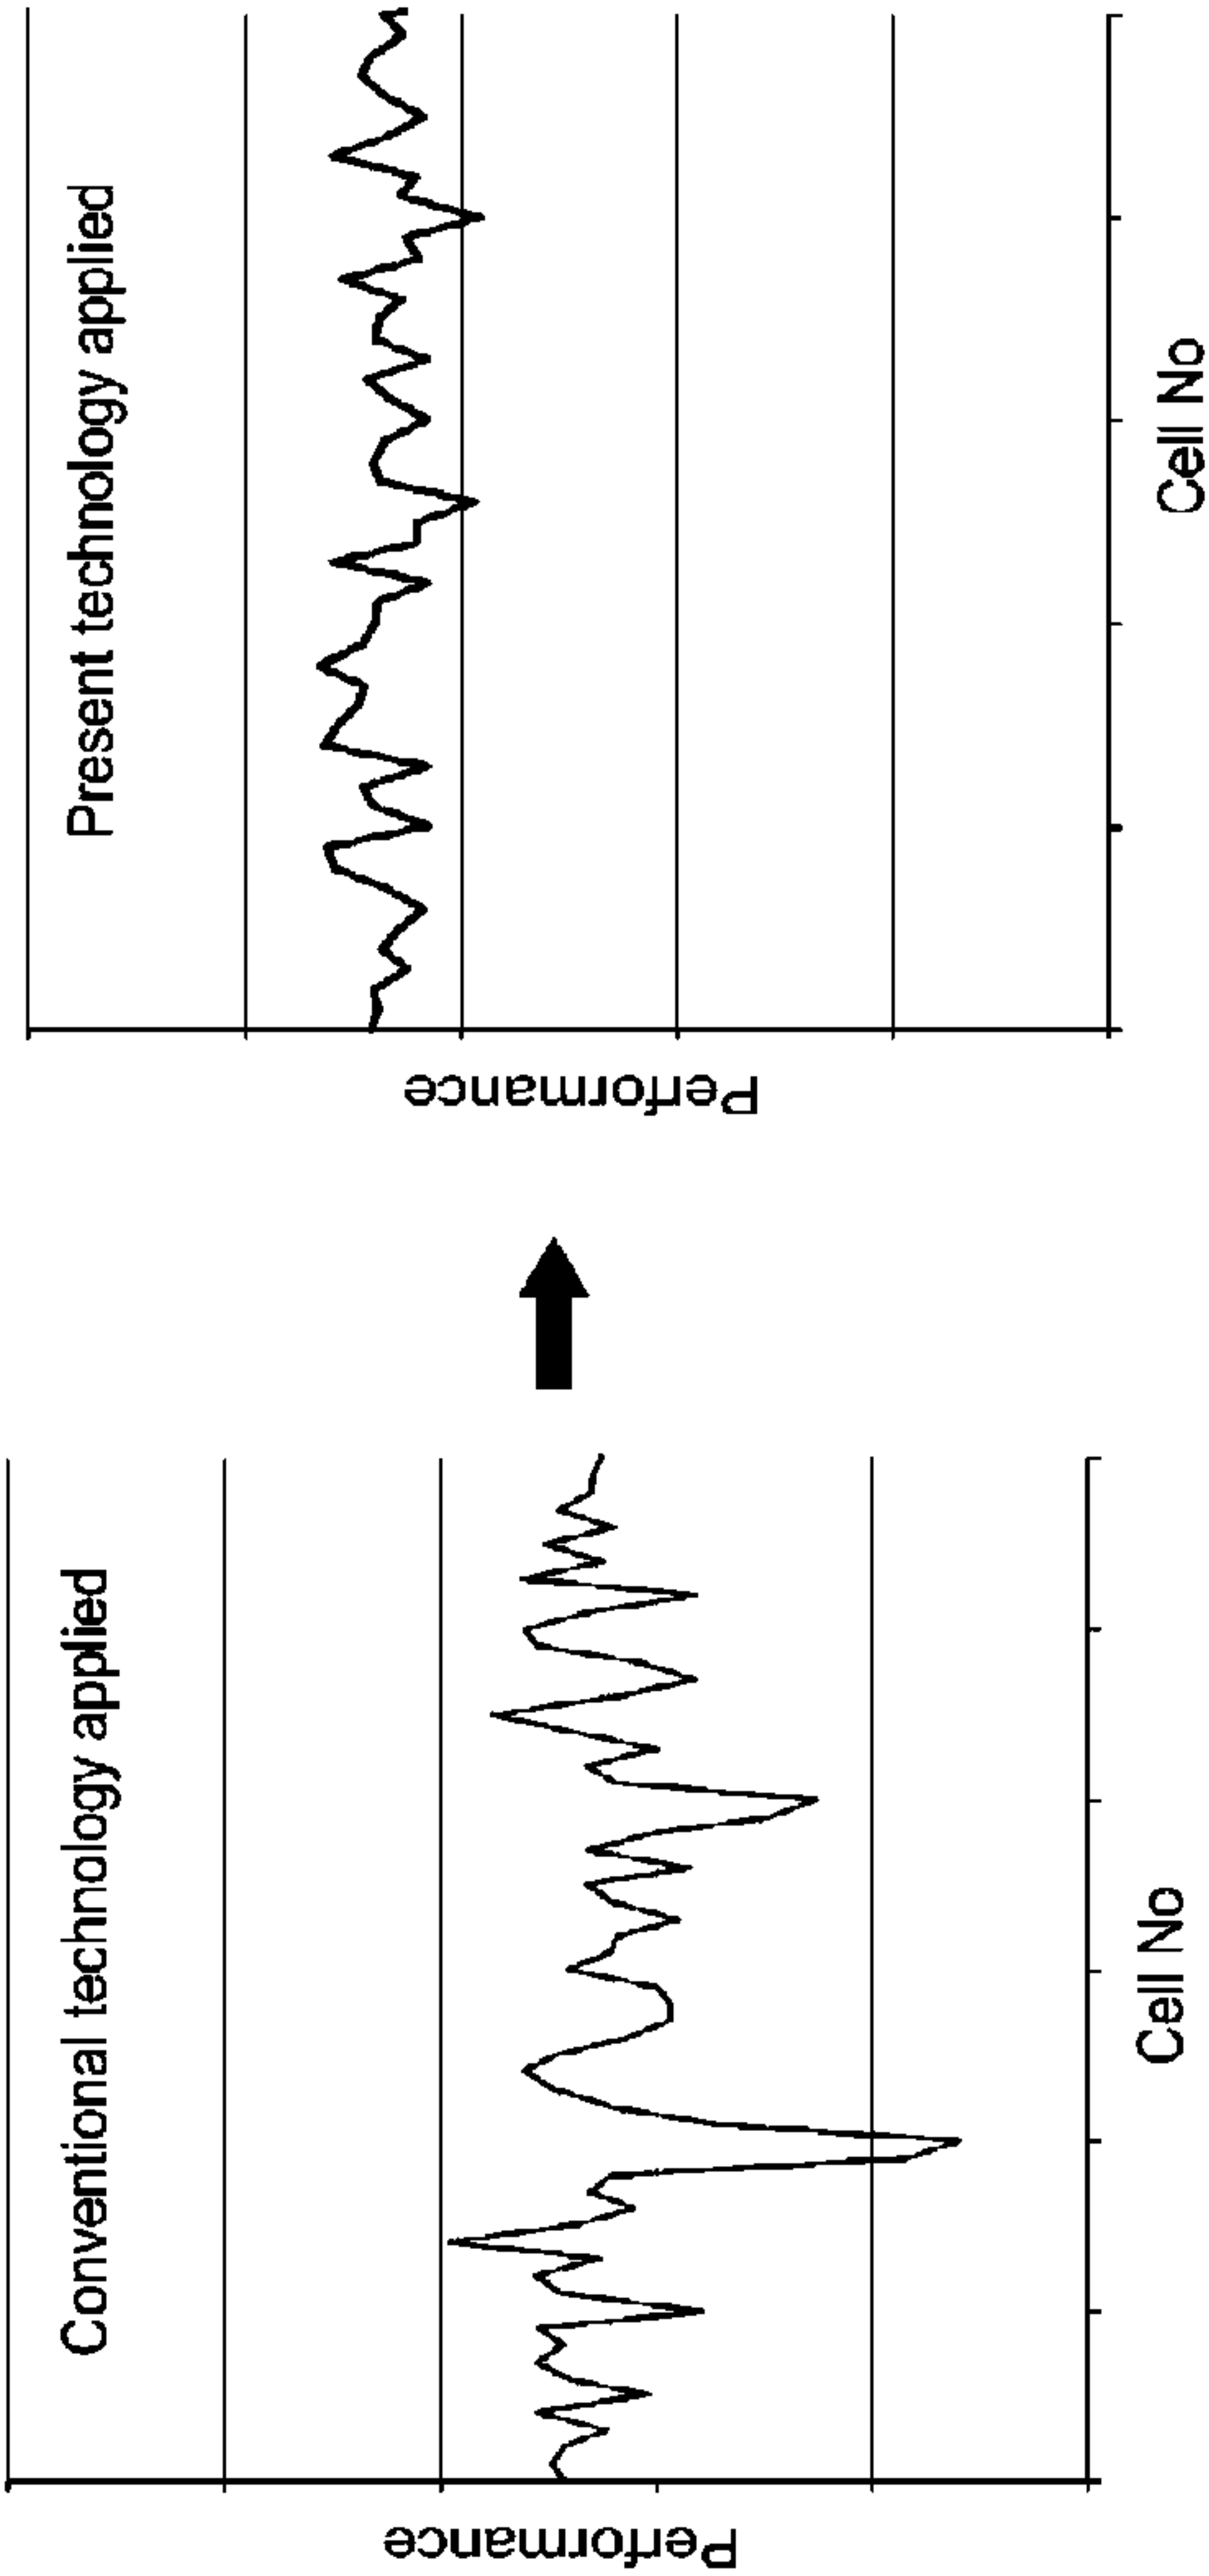 Conventional technology applied
Performance
Cell No
Present technology applied
Performance
Cell No